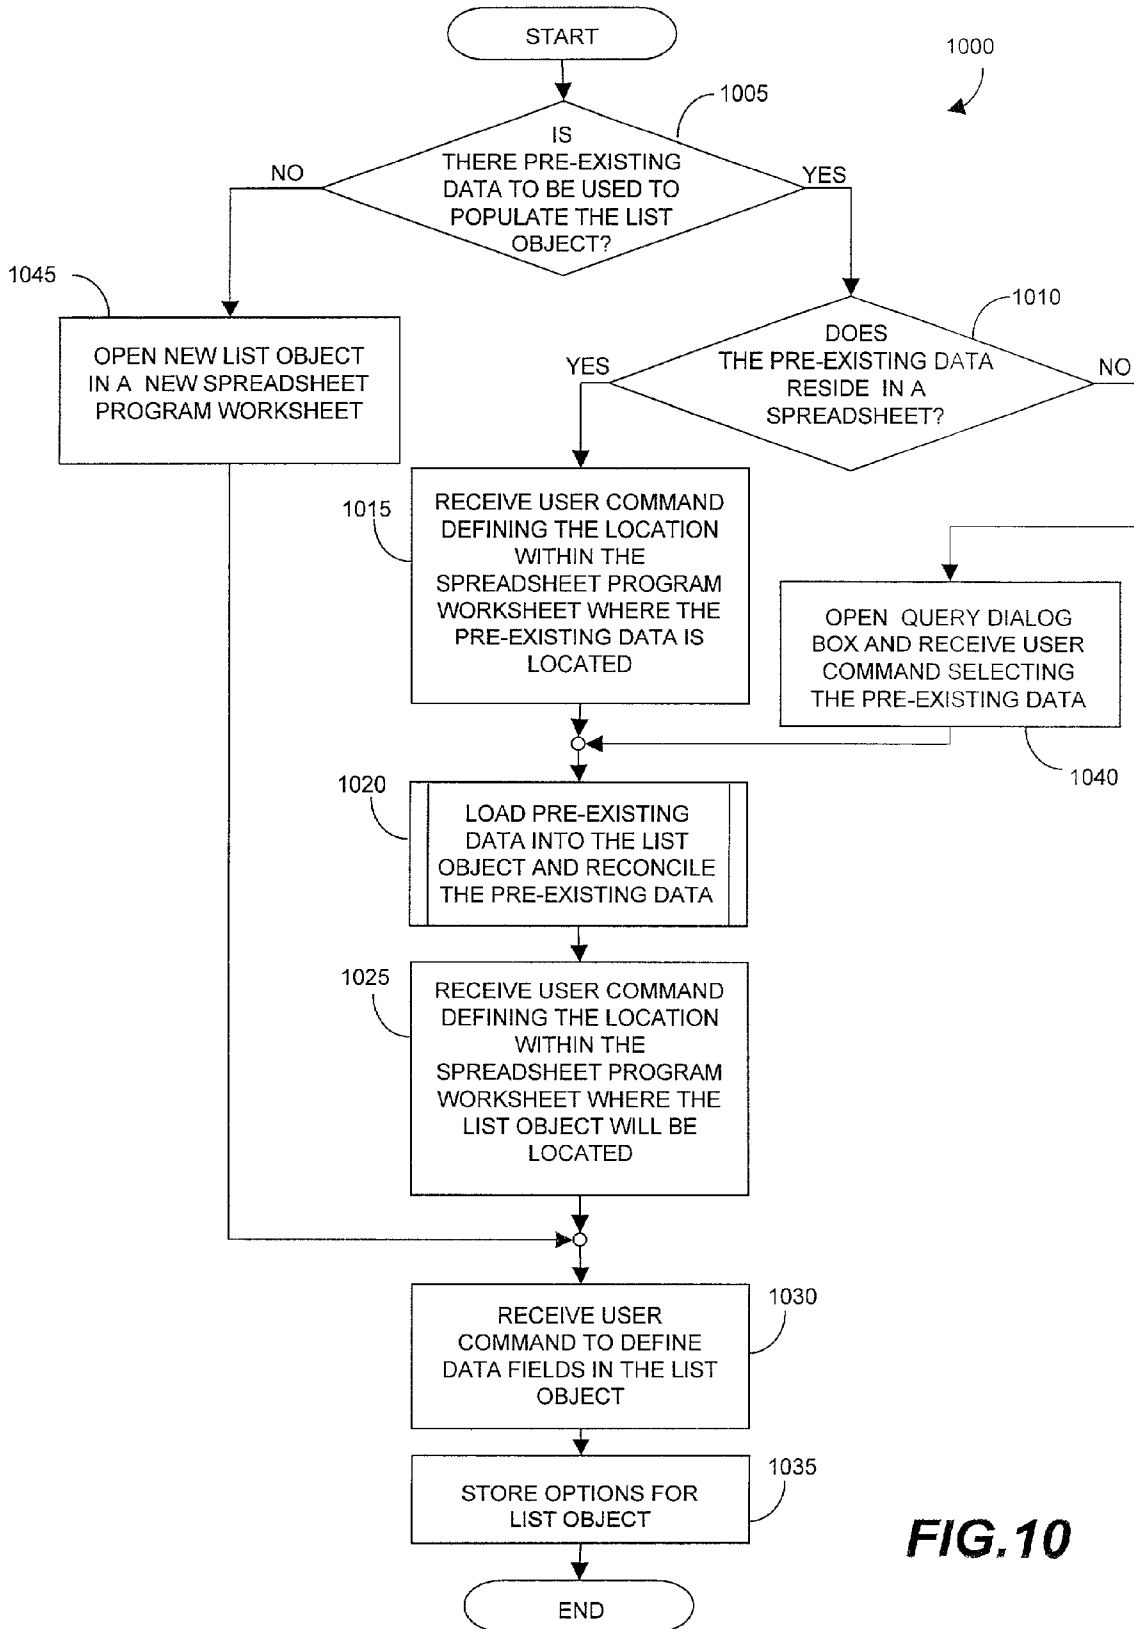 START
1000
1005
IS
THERE PRE-EXISTING
DATA TO BE USED TO
POPULATE THE LIST
OBJECT?
NO
YES
1045
OPEN NEW LIST OBJECT
IN A NEW SPREADSHEET
PROGRAM WORKSHEET
1010
DOES
THE PRE-EXISTING DATA
RESIDE IN A
SPREADSHEET?
YES
NO
1015
RECEIVE USER COMMAND
DEFINING THE LOCATION
WITHIN THE
SPREADSHEET PROGRAM
WORKSHEET WHERE THE
PRE-EXISTING DATA IS
LOCATED
OPEN QUERY DIALOG
BOX AND RECEIVE USER
COMMAND SELECTING
THE PRE-EXISTING DATA
1040
1020
LOAD PRE-EXISTING
DATA INTO THE LIST
OBJECT AND RECONCILE
THE PRE-EXISTING DATA
1025
RECEIVE USER COMMAND
DEFINING THE LOCATION
WITHIN THE
SPREADSHEET PROGRAM
WORKSHEET WHERE THE
LIST OBJECT WILL BE
LOCATED
1030
RECEIVE USER
COMMAND TO DEFINE
DATA FIELDS IN THE LIST
OBJECT
1035
STORE OPTIONS FOR
LIST OBJECT
FIG.10
END